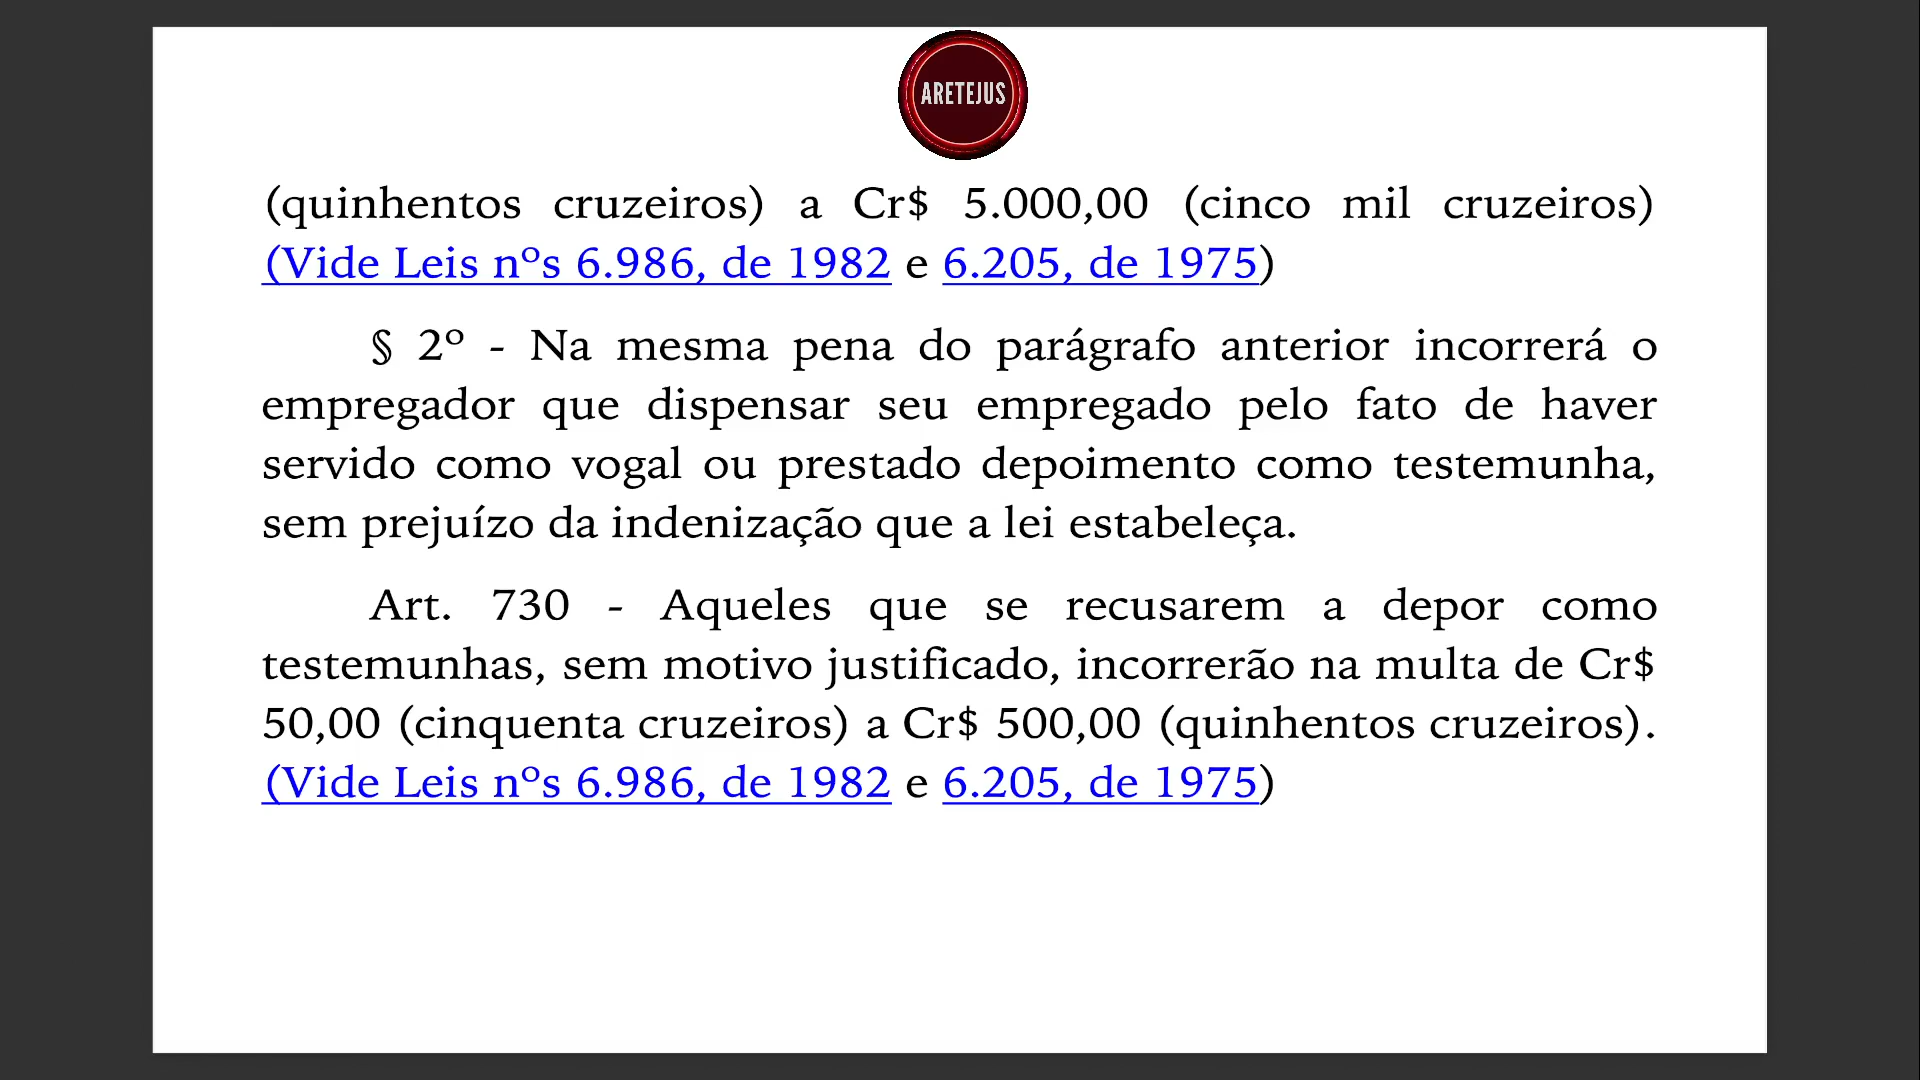 ARETEJUS
(quinhentos cruzeiros) a Cr$ 5.000,00 (cinco mil cruzeiros)
(Vide Leis nºs 6.986, de 1982 e 6.205, de 1975)
§ 2º - Na mesma pena do parágrafo anterior incorrerá o
empregador que dispensar seu empregado pelo fato de haver
servido como vogal ou prestado depoimento como testemunha,
sem prejuízo da indenização que a lei estabeleça.
Art. 730 - Aqueles que se recusarem a depor como
testemunhas, sem motivo justificado, incorrerão na multa de Cr$
50,00 (cinquenta cruzeiros) a Cr$ 500,00 (quinhentos cruzeiros).
(Vide Leis nºs 6.986, de 1982 e 6.205, de 1975)